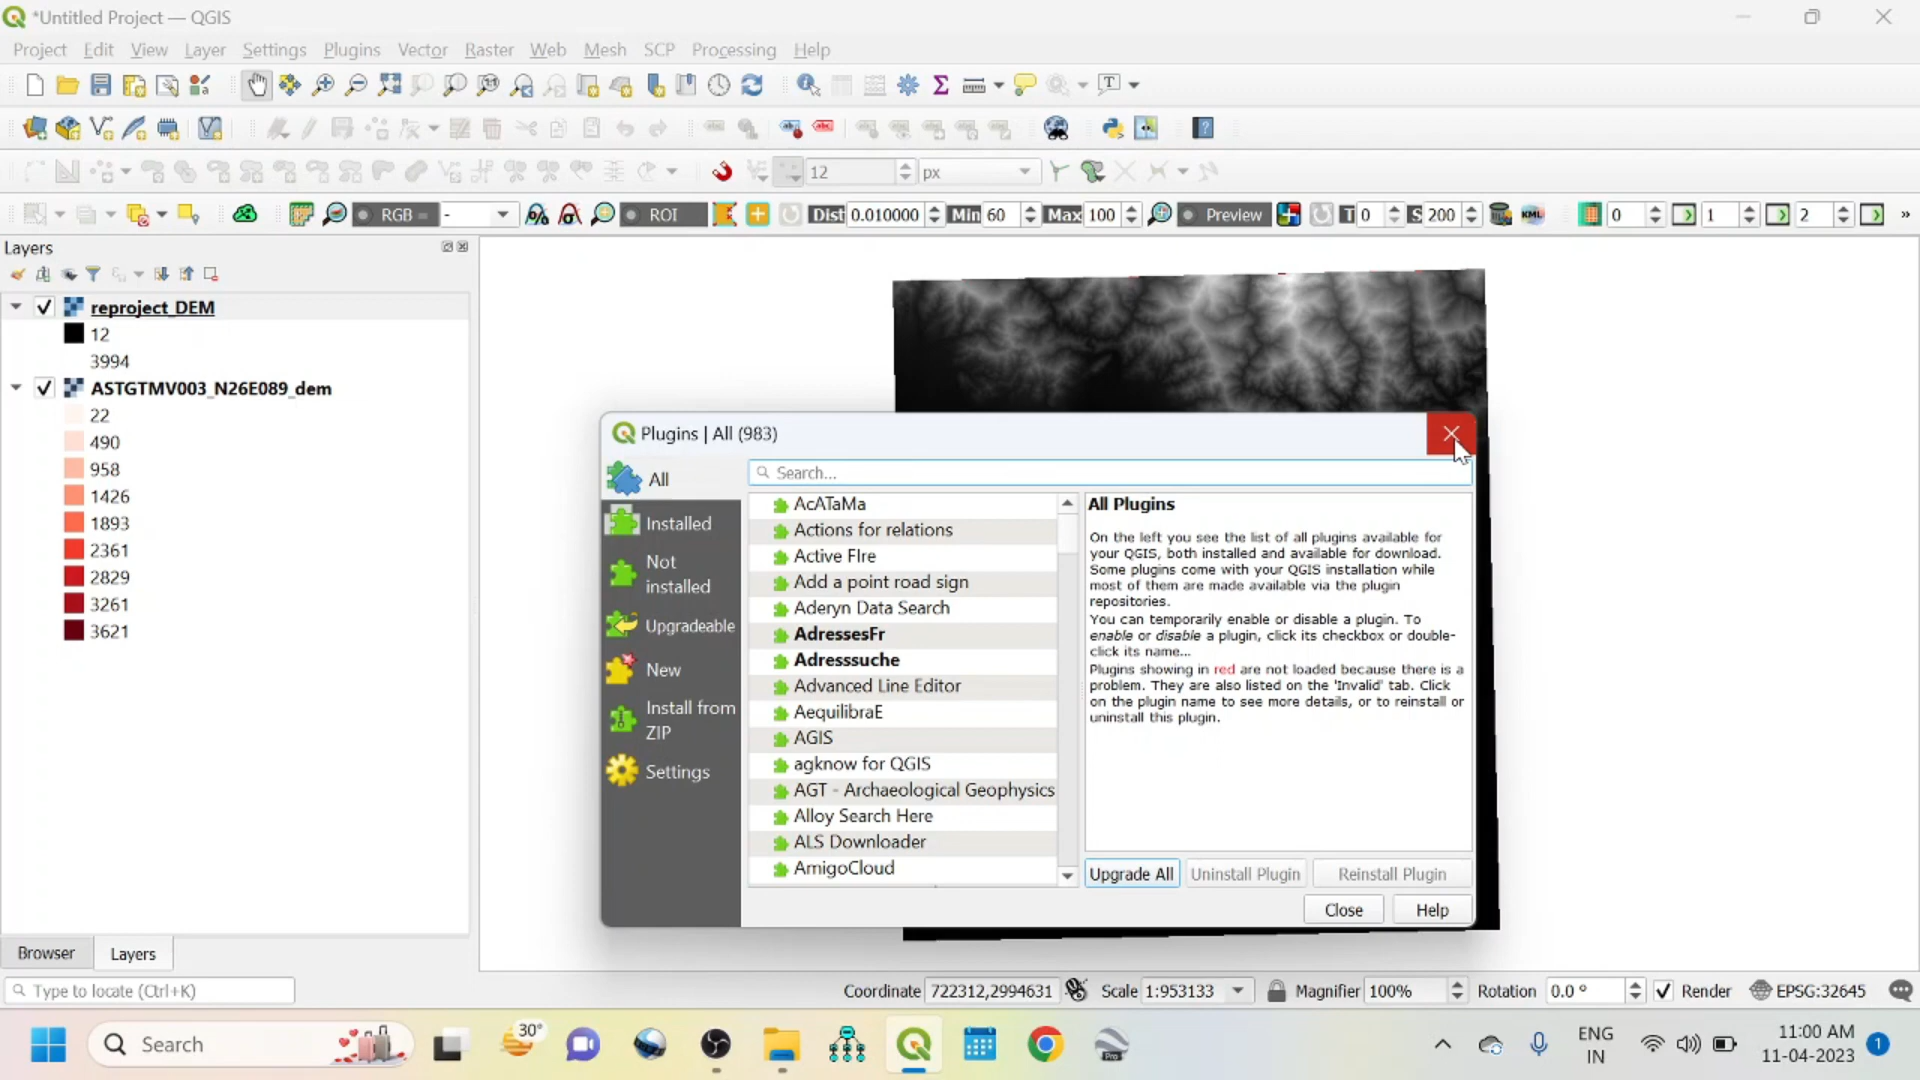 *Untitled Project — QGIS
Project Edit View Layer Settings Plugins Vector Raster Web Mesh SCP Processing Help
12 px
RGB = - ROI Dist 0.010000 Min 60 Max 100 Preview T 0 S 200 KML 0 1 2 »
Layers
reproject_DEM
12
3994
ASTGTMV003_N26E089_dem
22
490
958
1426
1893
2361
2829
3261
3621
Plugins | All (983)
All
Installed
Not
installed
Upgradeable
New
Install from
ZIP
Settings
Search...
AcATaMa
Actions for relations
Active FIre
Add a point road sign
Aderyn Data Search
AdressesFr
Adresssuche
Advanced Line Editor
AequilibraE
AGIS
agknow for QGIS
AGT - Archaeological Geophysics
Alloy Search Here
ALS Downloader
AmigoCloud
All Plugins
On the left you see the list of all plugins available for
your QGIS, both installed and available for download.
Some plugins come with your QGIS installation while
most of them are made available via the plugin
repositories.
You can temporarily enable or disable a plugin. To
enable or disable a plugin, click its checkbox or double-
click its name...
Plugins showing in red are not loaded because there is a
problem. They are also listed on the 'Invalid' tab. Click
on the plugin name to see more details, or to reinstall or
uninstall this plugin.
Upgrade All Uninstall Plugin Reinstall Plugin
Close Help
Browser Layers
Type to locate (Ctrl+K) Coordinate 722312,2994631 Scale 1:953133 Magnifier 100% Rotation 0.0 ° Render EPSG:32645
Search 30° Pro ENG
IN
11:00 AM
11-04-2023 1